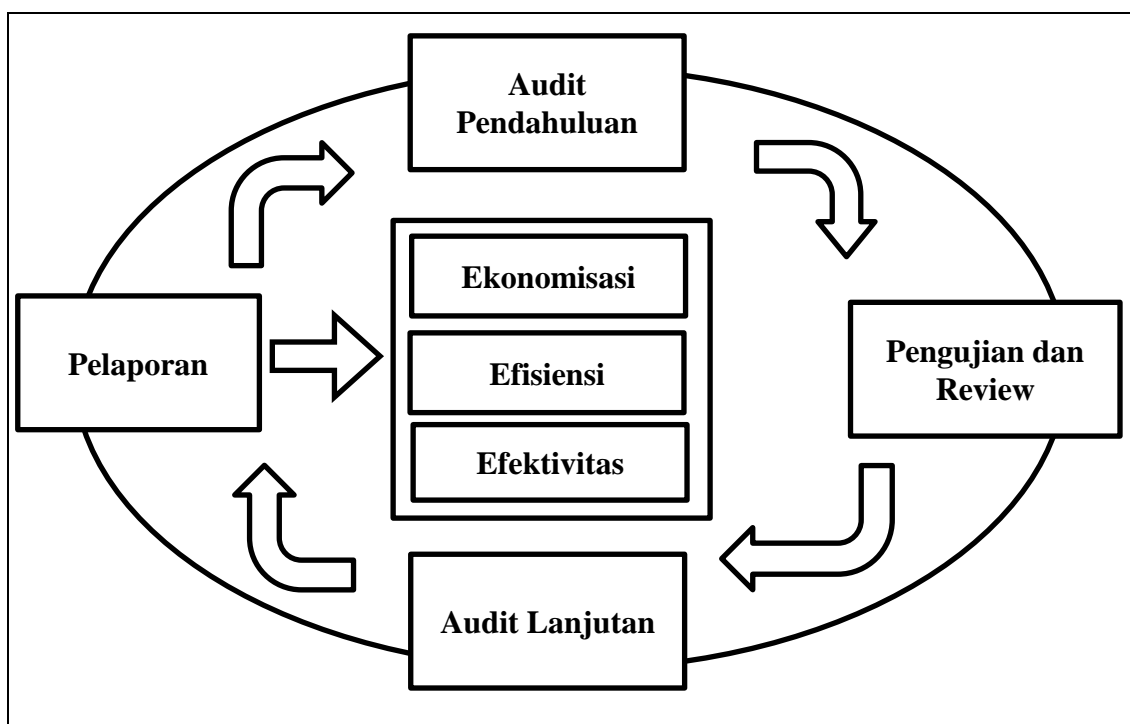 Audit
Pendahuluan
Ekonomisasi
Pelaporan
Efisiensi
Pengujian dan
Review
Efektivitas
Audit Lanjutan